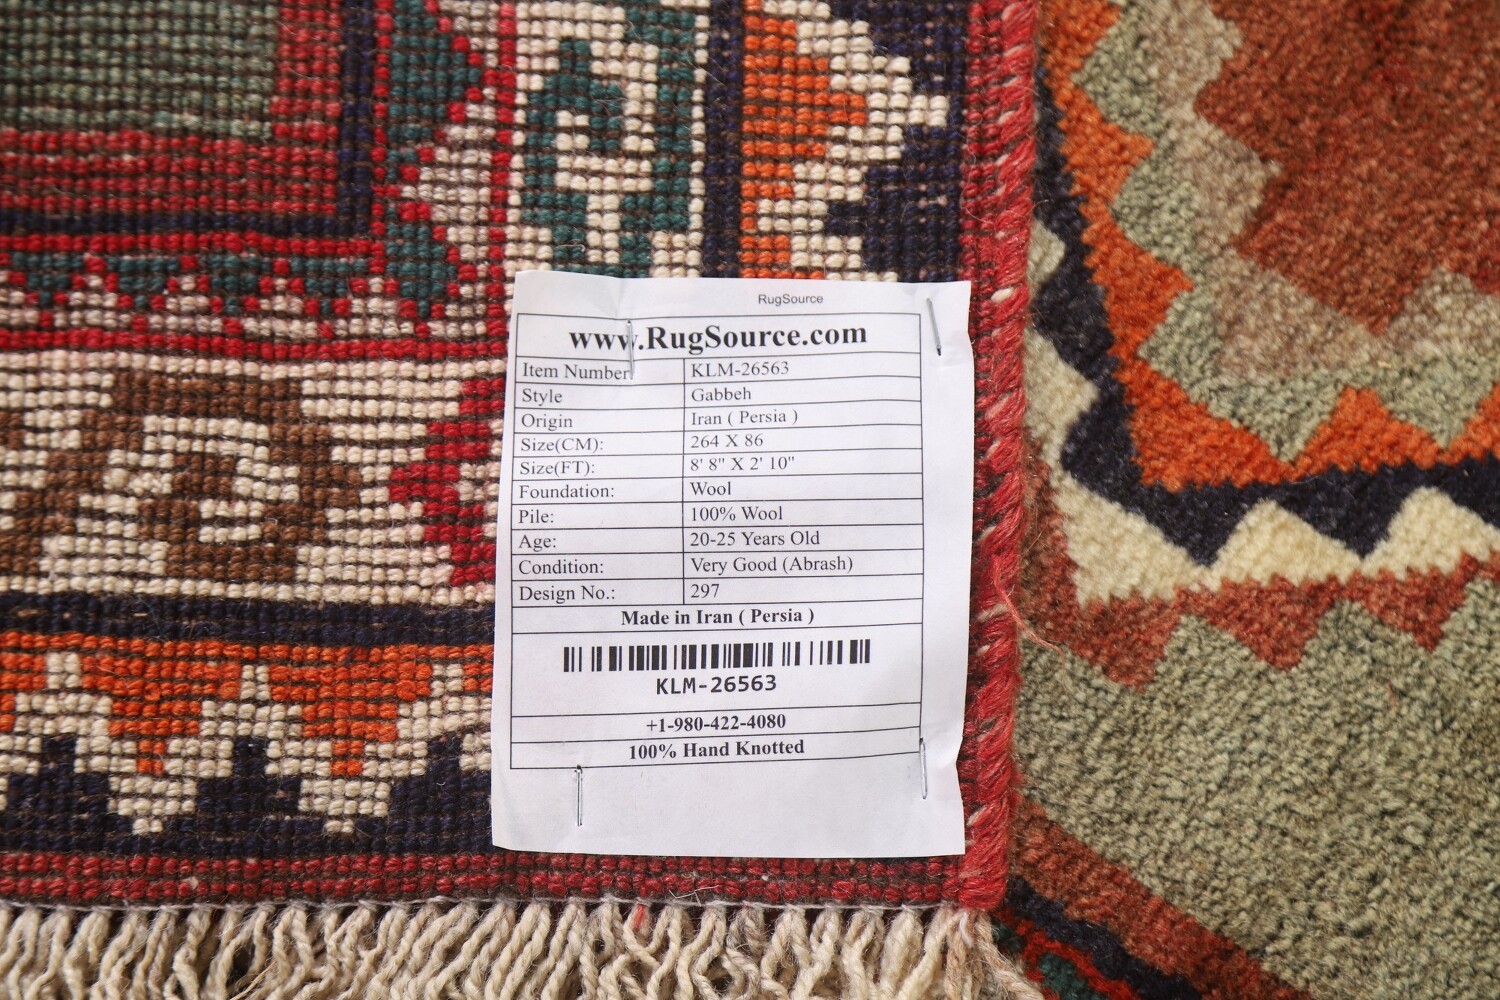 RugSource
www.RugSource.com
Item Number KLM-26563
Style Gabbeh
Origin Iran ( Persia )
Size(CM): 264 X 86
Size(FT): 8' 8" X 2' 10"
Foundation: Wool
Pile: 100% Wool
Age: 20-25 Years Old
Condition: Very Good (Abrash)
Design No.: 297
Made in Iran ( Persia )
KLM-26563
+1-980-422-4080
100% Hand Knotted